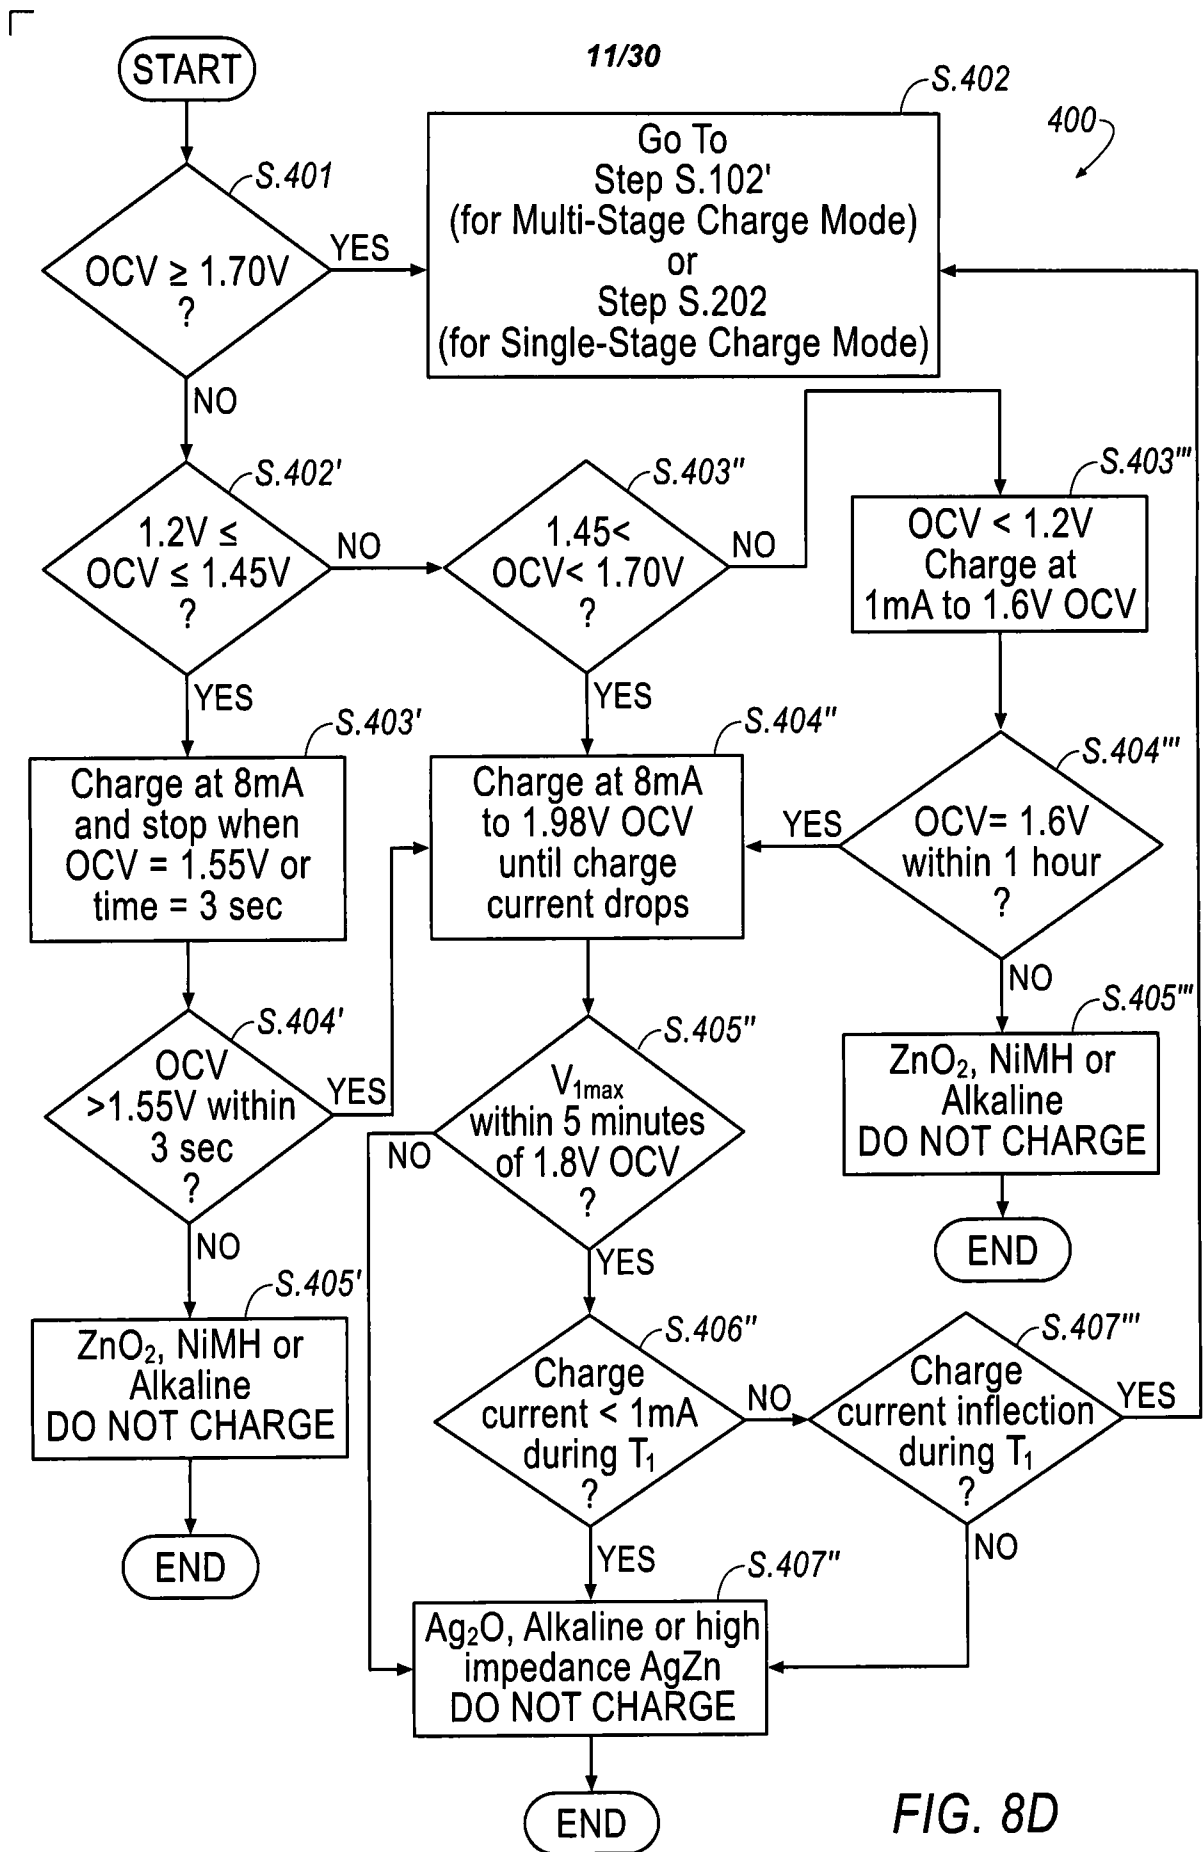 11/30
START
S.401
OCV ≥ 1.70V
?
YES
NO
S.402
Go To
Step S.102'
(for Multi-Stage Charge Mode)
or
Step S.202
(for Single-Stage Charge Mode)
400
S.402'
1.2V ≤
OCV ≤ 1.45V
?
NO
YES
S.403"
1.45<
OCV< 1.70V
?
NO
YES
S.403'''
OCV < 1.2V
Charge at
1mA to 1.6V OCV
S.403'
Charge at 8mA
and stop when
OCV = 1.55V or
time = 3 sec
S.404"
Charge at 8mA
to 1.98V OCV
until charge
current drops
S.404'''
OCV= 1.6V
within 1 hour
?
YES
NO
S.404'
OCV
>1.55V within
3 sec
?
YES
NO
S.405"
V1max
within 5 minutes
of 1.8V OCV
?
NO
YES
S.405'''
ZnO₂, NiMH or
Alkaline
DO NOT CHARGE
END
S.405'
ZnO₂, NiMH or
Alkaline
DO NOT CHARGE
END
S.406"
Charge
current < 1mA
during T₁
?
NO
YES
S.407'''
Charge
current inflection
during T₁
?
YES
NO
S.407"
Ag₂O, Alkaline or high
impedance AgZn
DO NOT CHARGE
END
FIG. 8D